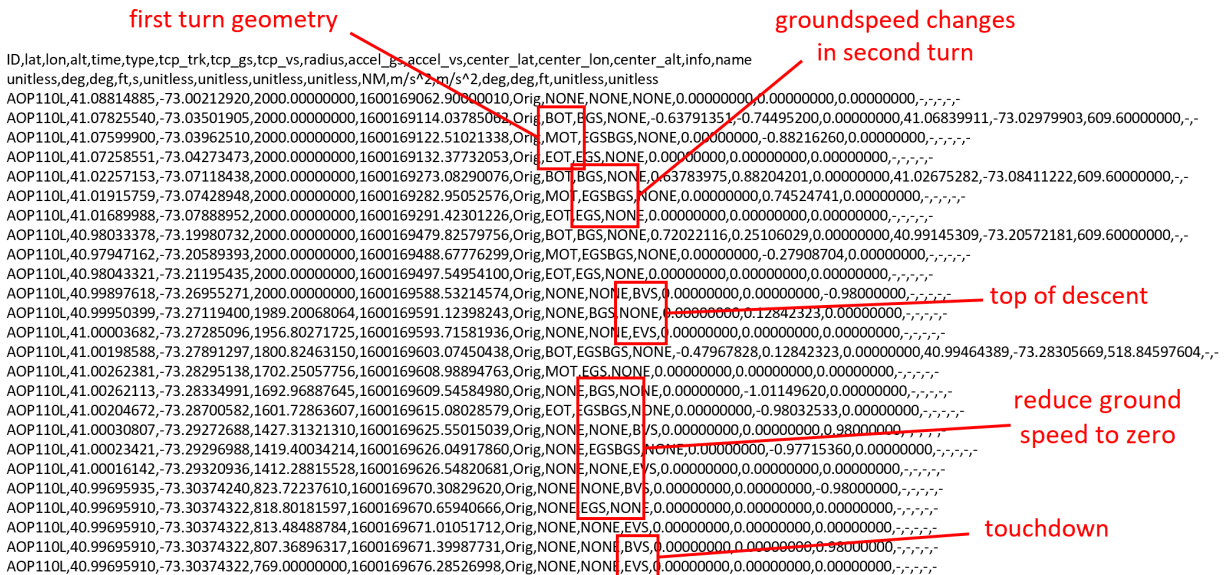 first turn geometry
groundspeed changes
in second turn
ID,lat,lon,alt,time,type,tcp_trk,tcp_gs,tcp_vs,radius,accel_gs,accel_vs,center_lat,center_lon,center_alt,info,name
unitless,deg,deg,ft,s,unitless,unitless,unitless,unitless,NM,m/s^2,m/s^2,deg,deg,ft,unitless,unitless
AOP110L,41.08814885,-73.00212920,2000.00000000,1600169062.90000010,Orig,NONE,NONE,NONE,0.00000000,0.00000000,0.00000000,-,-,-,-,-
AOP110L,41.07825540,-73.03501905,2000.00000000,1600169114.03785062,Orig,BOT,BGS,NONE,-0.63791351,-0.74495200,0.00000000,41.06839911,-73.02979903,609.60000000,-,-
AOP110L,41.07599900,-73.03962510,2000.00000000,1600169122.51021338,Orig,MOT,EGSBGS,NONE,0.00000000,-0.88216260,0.00000000,-,-,-,-,-
AOP110L,41.07258551,-73.04273473,2000.00000000,1600169132.37732053,Orig,EOT,EGS,NONE,0.00000000,0.00000000,0.00000000,-,-,-,-,-
AOP110L,41.02257153,-73.07118438,2000.00000000,1600169273.08290076,Orig,BOT,BGS,NONE,0.63783975,0.88204201,0.00000000,41.02675282,-73.08411222,609.60000000,-,-
AOP110L,41.01915759,-73.07428948,2000.00000000,1600169282.95052576,Orig,MOT,EGSBGS,NONE,0.00000000,0.74524741,0.00000000,-,-,-,-,-
AOP110L,41.01689988,-73.07888952,2000.00000000,1600169291.42301226,Orig,EOT,EGS,NONE,0.00000000,0.00000000,0.00000000,-,-,-,-,-
AOP110L,40.98033378,-73.19980732,2000.00000000,1600169479.82579756,Orig,BOT,BGS,NONE,0.72022116,0.25106029,0.00000000,40.99145309,-73.20572181,609.60000000,-,-
AOP110L,40.97947162,-73.20589393,2000.00000000,1600169488.67776299,Orig,MOT,EGSBGS,NONE,0.00000000,-0.27908704,0.00000000,-,-,-,-,-
AOP110L,40.98043321,-73.21195435,2000.00000000,1600169497.54954100,Orig,EOT,EGS,NONE,0.00000000,0.00000000,0.00000000,-,-,-,-,-
AOP110L,40.99897618,-73.26955271,2000.00000000,1600169588.53214574,Orig,NONE,NONE,BVS,0.00000000,0.00000000,-0.98000000,-,-,-,-,-
top of descent
AOP110L,40.99950399,-73.27119400,1989.20068064,1600169591.12398243,Orig,NONE,BGS,NONE,0.00000000,0.12842323,0.00000000,-,-,-,-,-
AOP110L,41.00003682,-73.27285096,1956.80271725,1600169593.71581936,Orig,NONE,NONE,EVS,0.00000000,0.00000000,0.00000000,-,-,-,-,-
AOP110L,41.00198588,-73.27891297,1800.82463150,1600169603.07450438,Orig,BOT,EGSBGS,NONE,-0.47967828,0.12842323,0.00000000,40.99464389,-73.28305669,518.84597604,-,-
AOP110L,41.00262381,-73.28295138,1702.25057756,1600169608.98894763,Orig,MOT,EGS,NONE,0.00000000,0.00000000,0.00000000,-,-,-,-,-
AOP110L,41.00262113,-73.28334991,1692.96887645,1600169609.54584980,Orig,NONE,BGS,NONE,0.00000000,-1.01149620,0.00000000,-,-,-,-,-
AOP110L,41.00204672,-73.28700582,1601.72863607,1600169615.08028579,Orig,EOT,EGSBGS,NONE,0.00000000,-0.98032533,0.00000000,-,-,-,-,-
reduce ground
speed to zero
AOP110L,41.00030807,-73.29272688,1427.31321310,1600169625.55015039,Orig,NONE,NONE,BVS,0.00000000,0.00000000,0.98000000,-,-,-,-,-
AOP110L,41.00023421,-73.29296988,1419.40034214,1600169626.04917860,Orig,NONE,EGSBGS,NONE,0.00000000,-0.97715360,0.00000000,-,-,-,-,-
AOP110L,41.00016142,-73.29320936,1412.28815528,1600169626.54820681,Orig,NONE,NONE,EVS,0.00000000,0.00000000,0.00000000,-,-,-,-,-
AOP110L,40.99695935,-73.30374240,823.72237610,1600169670.30829620,Orig,NONE,NONE,BVS,0.00000000,0.00000000,-0.98000000,-,-,-,-,-
AOP110L,40.99695910,-73.30374322,818.80181597,1600169670.65940666,Orig,NONE,EGS,NONE,0.00000000,0.00000000,0.00000000,-,-,-,-,-
AOP110L,40.99695910,-73.30374322,813.48488784,1600169671.01051712,Orig,NONE,NONE,EVS,0.00000000,0.00000000,0.00000000,-,-,-,-,-
touchdown
AOP110L,40.99695910,-73.30374322,807.36896317,1600169671.39987731,Orig,NONE,NONE,BVS,0.00000000,0.00000000,0.98000000,-,-,-,-,-
AOP110L,40.99695910,-73.30374322,769.00000000,1600169676.28526998,Orig,NONE,NONE,EVS,0.00000000,0.00000000,0.00000000,-,-,-,-,-